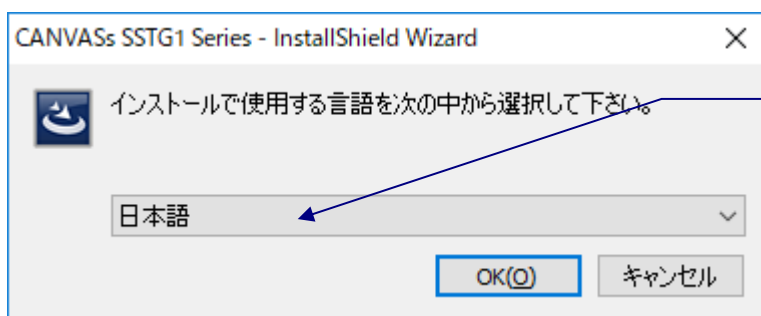 CANVASs SSTG1 Series - InstallShield Wizard
インストールで使用する言語を次の中から選択して下さい。
日本語
OK(O)
キャンセル